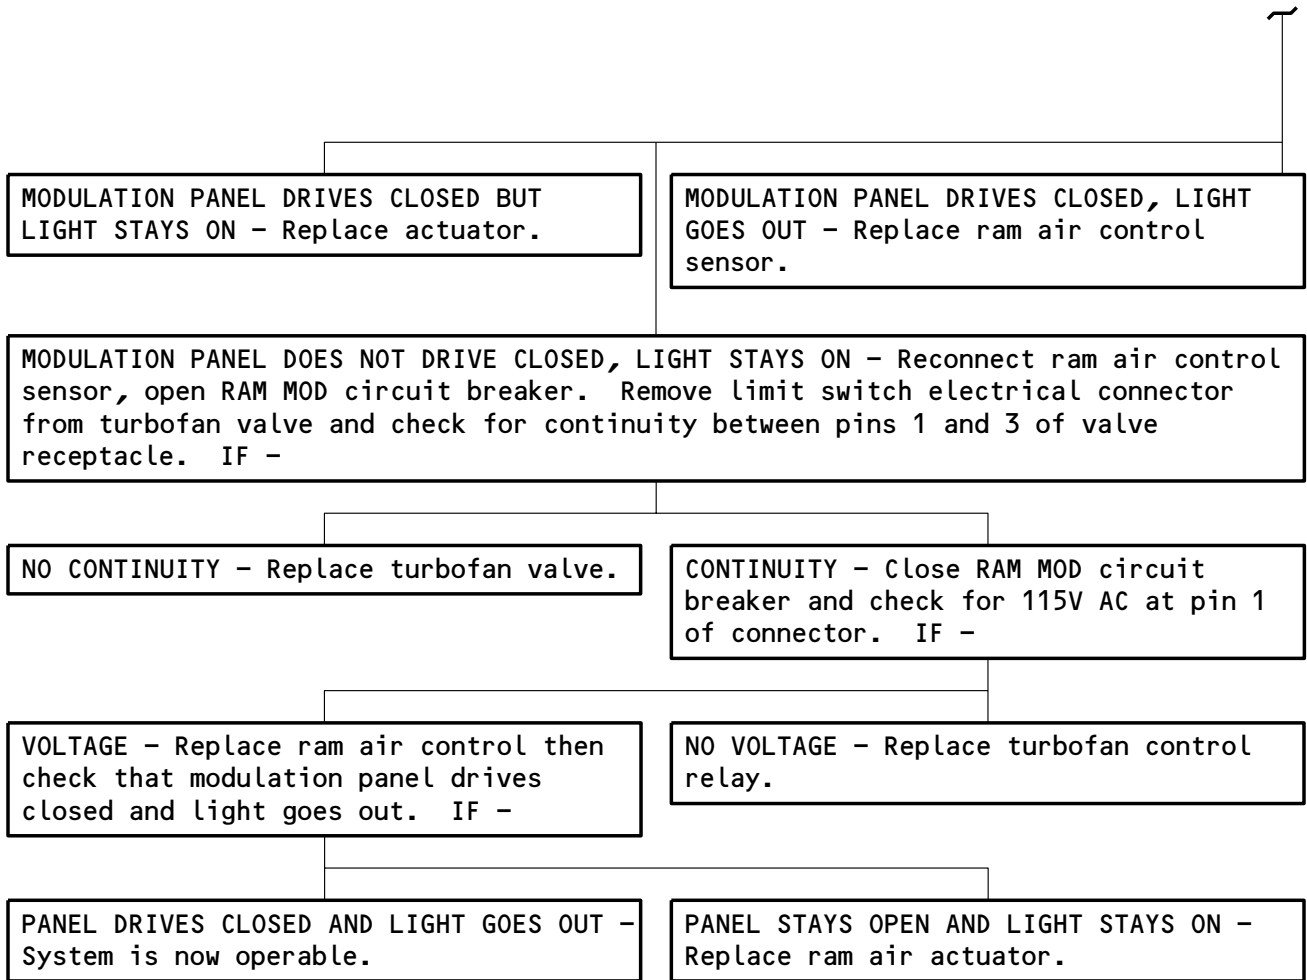 MODULATION PANEL DRIVES CLOSED BUT
LIGHT STAYS ON – Replace actuator.
MODULATION PANEL DRIVES CLOSED, LIGHT
GOES OUT – Replace ram air control
sensor.
MODULATION PANEL DOES NOT DRIVE CLOSED, LIGHT STAYS ON – Reconnect ram air control
sensor, open RAM MOD circuit breaker.  Remove limit switch electrical connector
from turbofan valve and check for continuity between pins 1 and 3 of valve
receptacle.  IF –
NO CONTINUITY – Replace turbofan valve.
CONTINUITY – Close RAM MOD circuit
breaker and check for 115V AC at pin 1
of connector.  IF –
VOLTAGE – Replace ram air control then
check that modulation panel drives
closed and light goes out.  IF –
NO VOLTAGE – Replace turbofan control
relay.
PANEL DRIVES CLOSED AND LIGHT GOES OUT –
System is now operable.
PANEL STAYS OPEN AND LIGHT STAYS ON –
Replace ram air actuator.